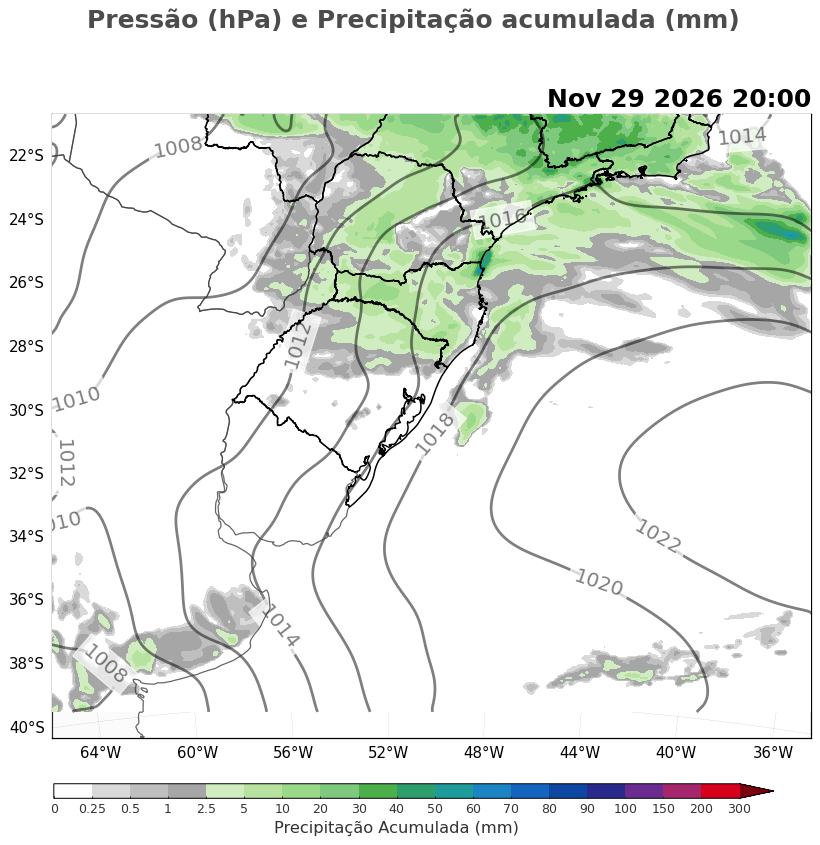 Pressão (hPa) e Precipitação acumulada (mm)
Nov 29 2026 20:00
1014
1008
22°S
1016
24°S
26°S
1012
28°S
1010
30°S
1018
1012
32°S
1022
010
34°S
1020
36°S
1014
1008
38°S
40°S
64°W 60°W 56°W 52°W 48°W 44°W 40°W 36°W
0 0.25 0.5 1 2.5 5 10 20 30 40 50 60 70 80 90 100 150 200 300
Precipitação Acumulada (mm)